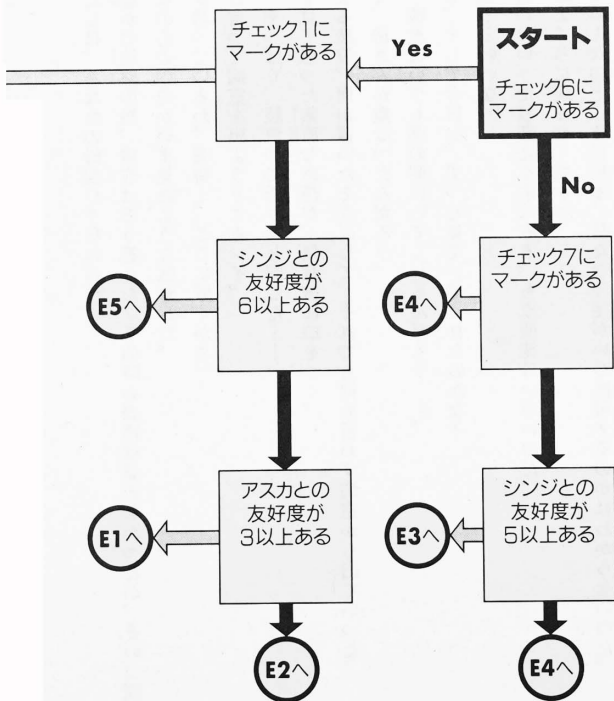 スタート
チェック6に
マークがある
Yes
No
チェック1に
マークがある
チェック7に
マークがある
E4へ
シンジとの
友好度が
5以上ある
E3へ
E4へ
シンジとの
友好度が
6以上ある
E5へ
アスカとの
友好度が
3以上ある
E1へ
E2へ